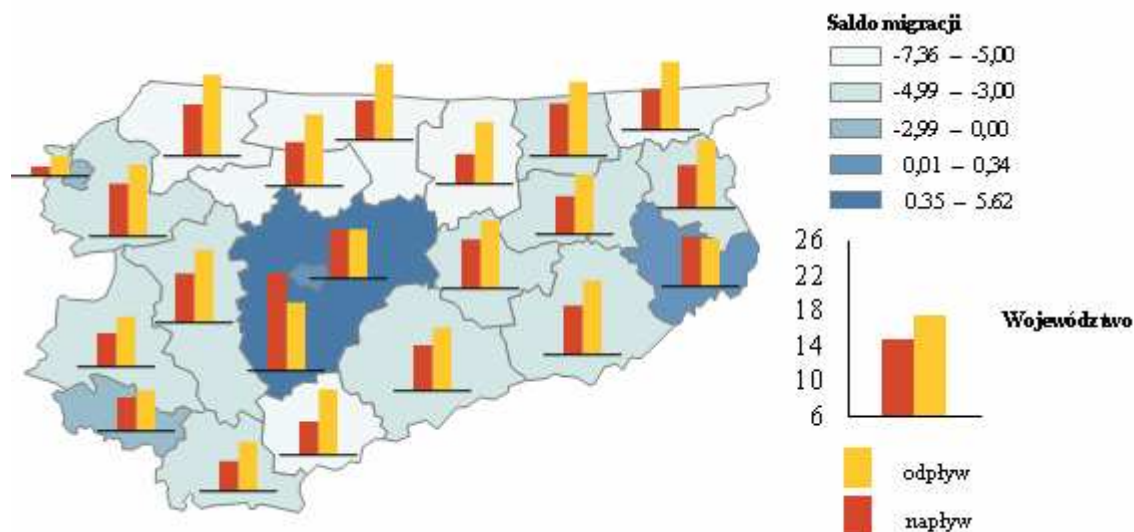 Saldo migracji
-7,36 – -5,00
-4,99 – -3,00
-2,99 – 0,00
0,01 – 0,34
0,35 – 5,62
26
22
18
14
10
6
Województwo
odpływ
napływ